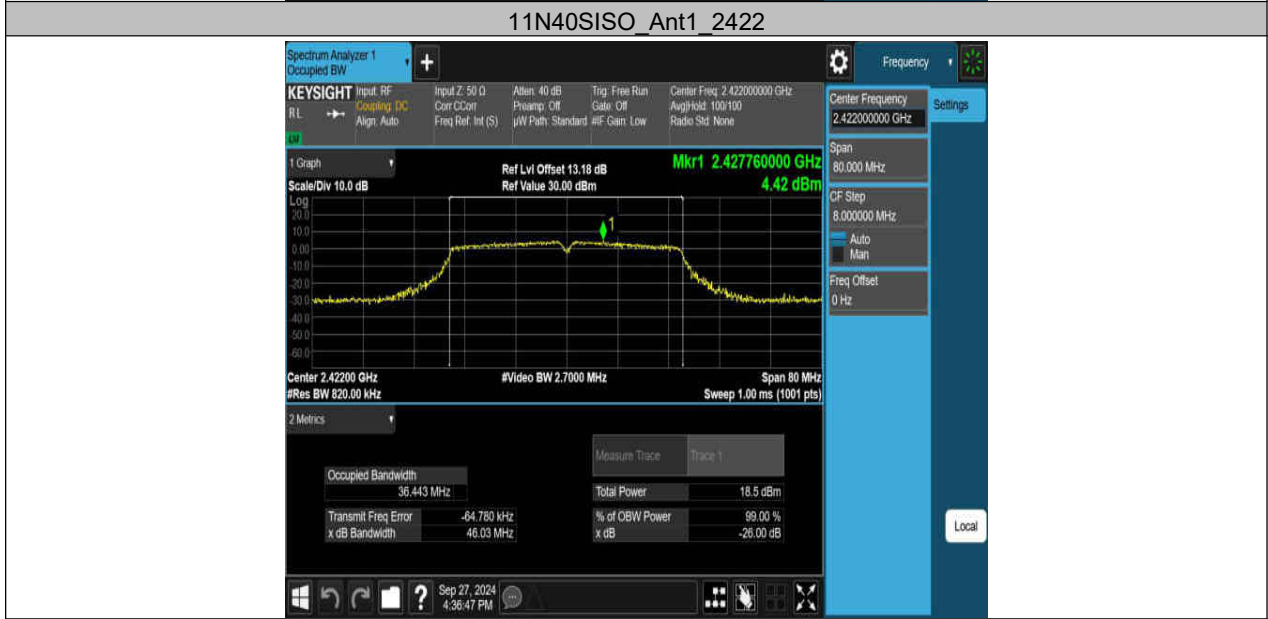 11N40SISO_Ant1_2422
Spectrum Analyzer 1
Occupied BW
+
Frequency
KEYSIGHT
RL
Input: RF
Coupling: DC
Align: Auto
Input Z: 50 Ω
Corr CCorr
Freq Ref: Int (S)
Atten: 40 dB
Preamp: Off
µW Path: Standard
Trig: Free Run
Gate: Off
#IF Gain: Low
Center Freq: 2.422000000 GHz
Avg|Hold: 100/100
Radio Std: None
Center Frequency
2.422000000 GHz
Settings
Span
80.000 MHz
CF Step
8.000000 MHz
Auto
Man
Freq Offset
0 Hz
Local
1 Graph
Scale/Div 10.0 dB
Ref Lvl Offset 13.18 dB
Ref Value 30.00 dBm
Mkr1 2.427760000 GHz
4.42 dBm
Log
20.0
10.0
0.00
-10.0
-20.0
-30.0
-40.0
-50.0
-60.0
1
Center 2.42200 GHz
#Res BW 820.00 kHz
#Video BW 2.7000 MHz
Span 80 MHz
Sweep 1.00 ms (1001 pts)
2 Metrics
Measure Trace Trace 1
Occupied Bandwidth
36.443 MHz
Total Power 18.5 dBm
Transmit Freq Error -64.780 kHz
% of OBW Power 99.00 %
x dB Bandwidth 46.03 MHz
x dB -26.00 dB
?
Sep 27, 2024
4:36:47 PM